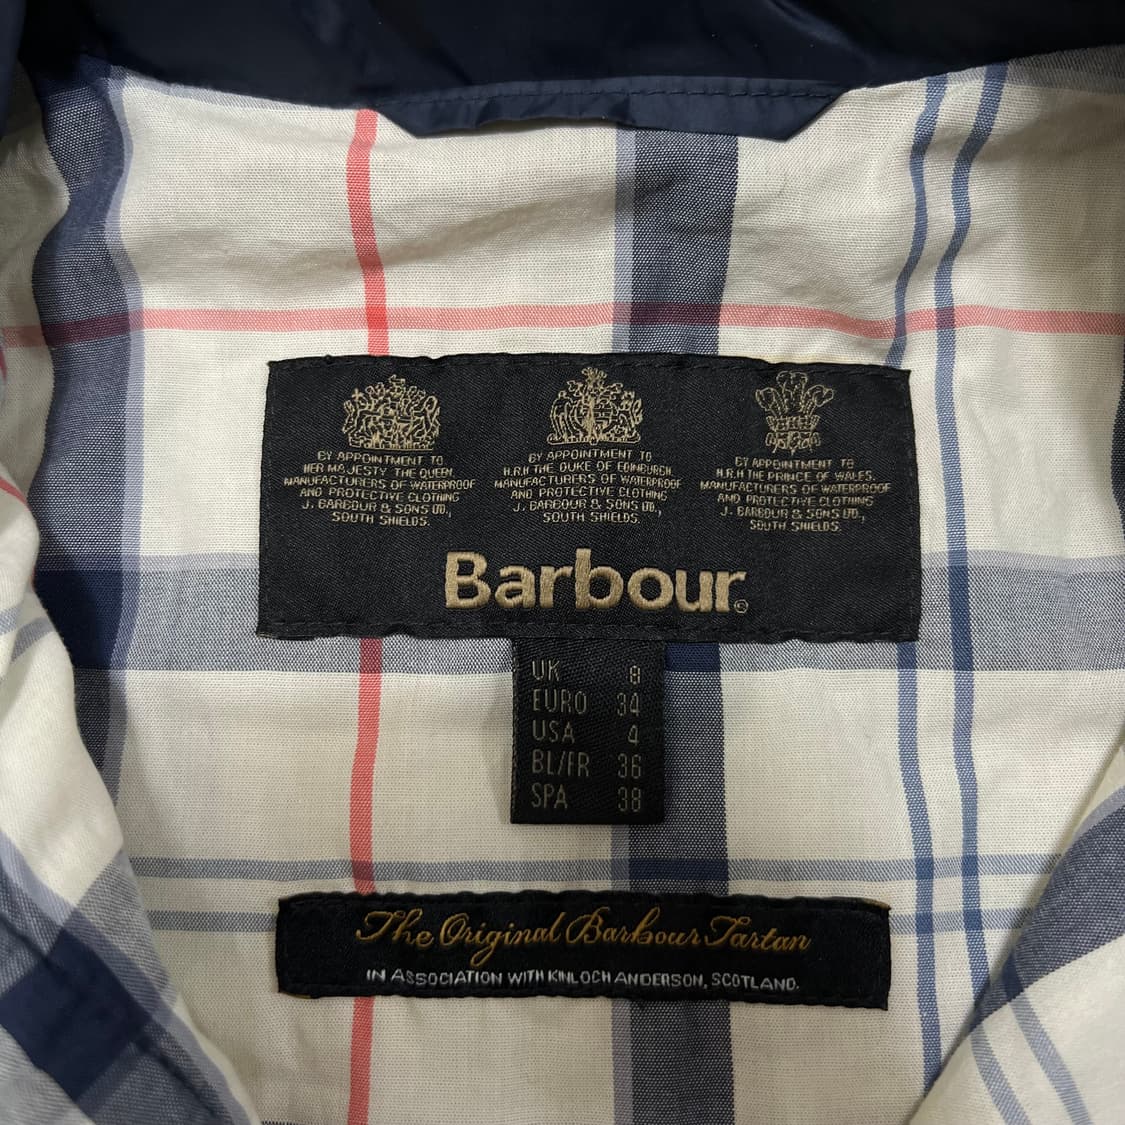 BY APPOINTMENT TO
HER MAJESTY THE QUEEN.
MANUFACTURERS OF WATERPROOF
AND PROTECTIVE CLOTHING
J. BARBOUR & SONS LTD.,
SOUTH SHIELDS.
BY APPOINTMENT TO
H.R.H THE DUKE OF EDINBURGH.
MANUFACTURERS OF WATERPROOF
AND PROTECTIVE CLOTHING
J. BARBOUR & SONS LTD.,
SOUTH SHIELDS.
BY APPOINTMENT TO
H.R.H THE PRINCE OF WALES.
MANUFACTURERS OF WATERPROOF
AND PROTECTIVE CLOTHING
J. BARBOUR & SONS LTD.,
SOUTH SHIELDS.
Barbour®
UK 8
EURO 34
USA 4
BL/FR 36
SPA 38
The Original Barbour Tartan
IN ASSOCIATION WITH KINLOCH ANDERSON, SCOTLAND.